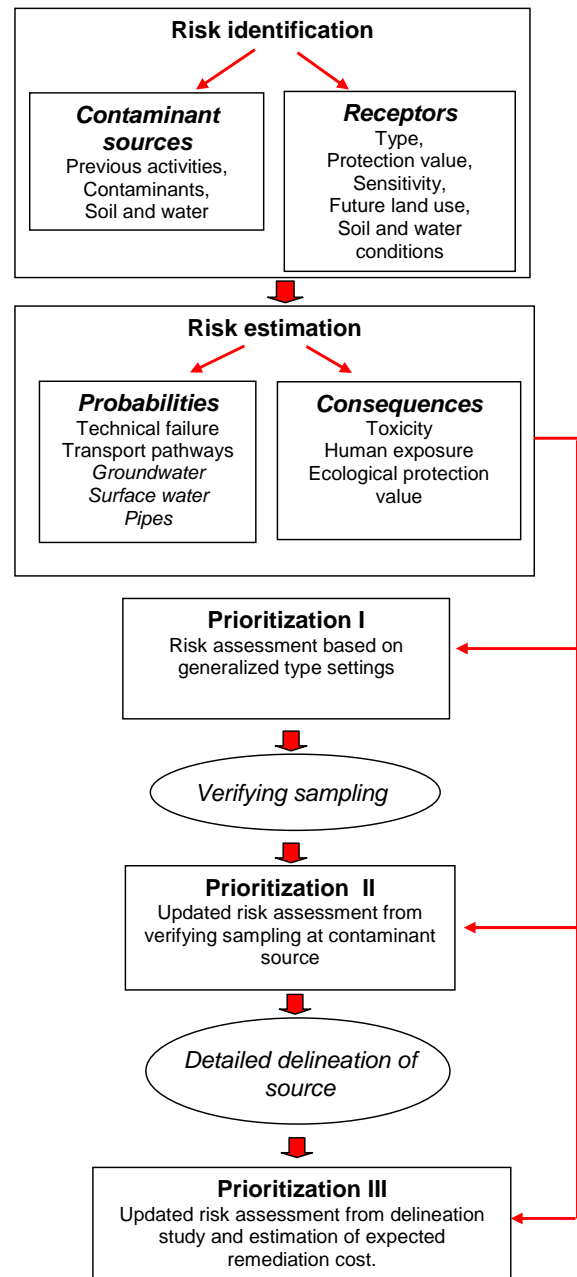 Risk identification
Contaminant
sources
Previous activities,
Contaminants,
Soil and water
Receptors
Type,
Protection value,
Sensitivity,
Future land use,
Soil and water
conditions
Risk estimation
Probabilities
Technical failure
Transport pathways
Groundwater
Surface water
Pipes
Consequences
Toxicity
Human exposure
Ecological protection
value
Prioritization I
Risk assessment based on
generalized type settings
Verifying sampling
Prioritization II
Updated risk assessment from
verifying sampling at contaminant
source
Detailed delineation of
source
Prioritization III
Updated risk assessment from delineation
study and estimation of expected
remediation cost.